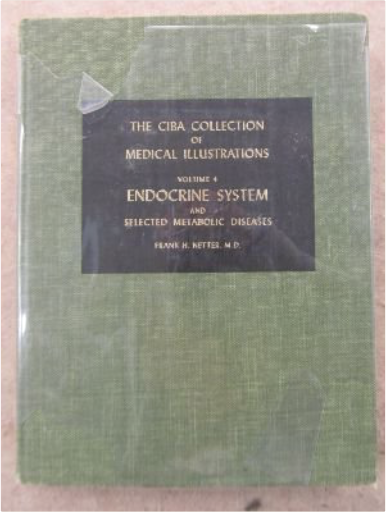 THE CIBA COLLECTION
OF
MEDICAL ILLUSTRATIONS
VOLUME 4
ENDOCRINE SYSTEM
AND
SELECTED METABOLIC DISEASES
FRANK H. NETTER, M.D.